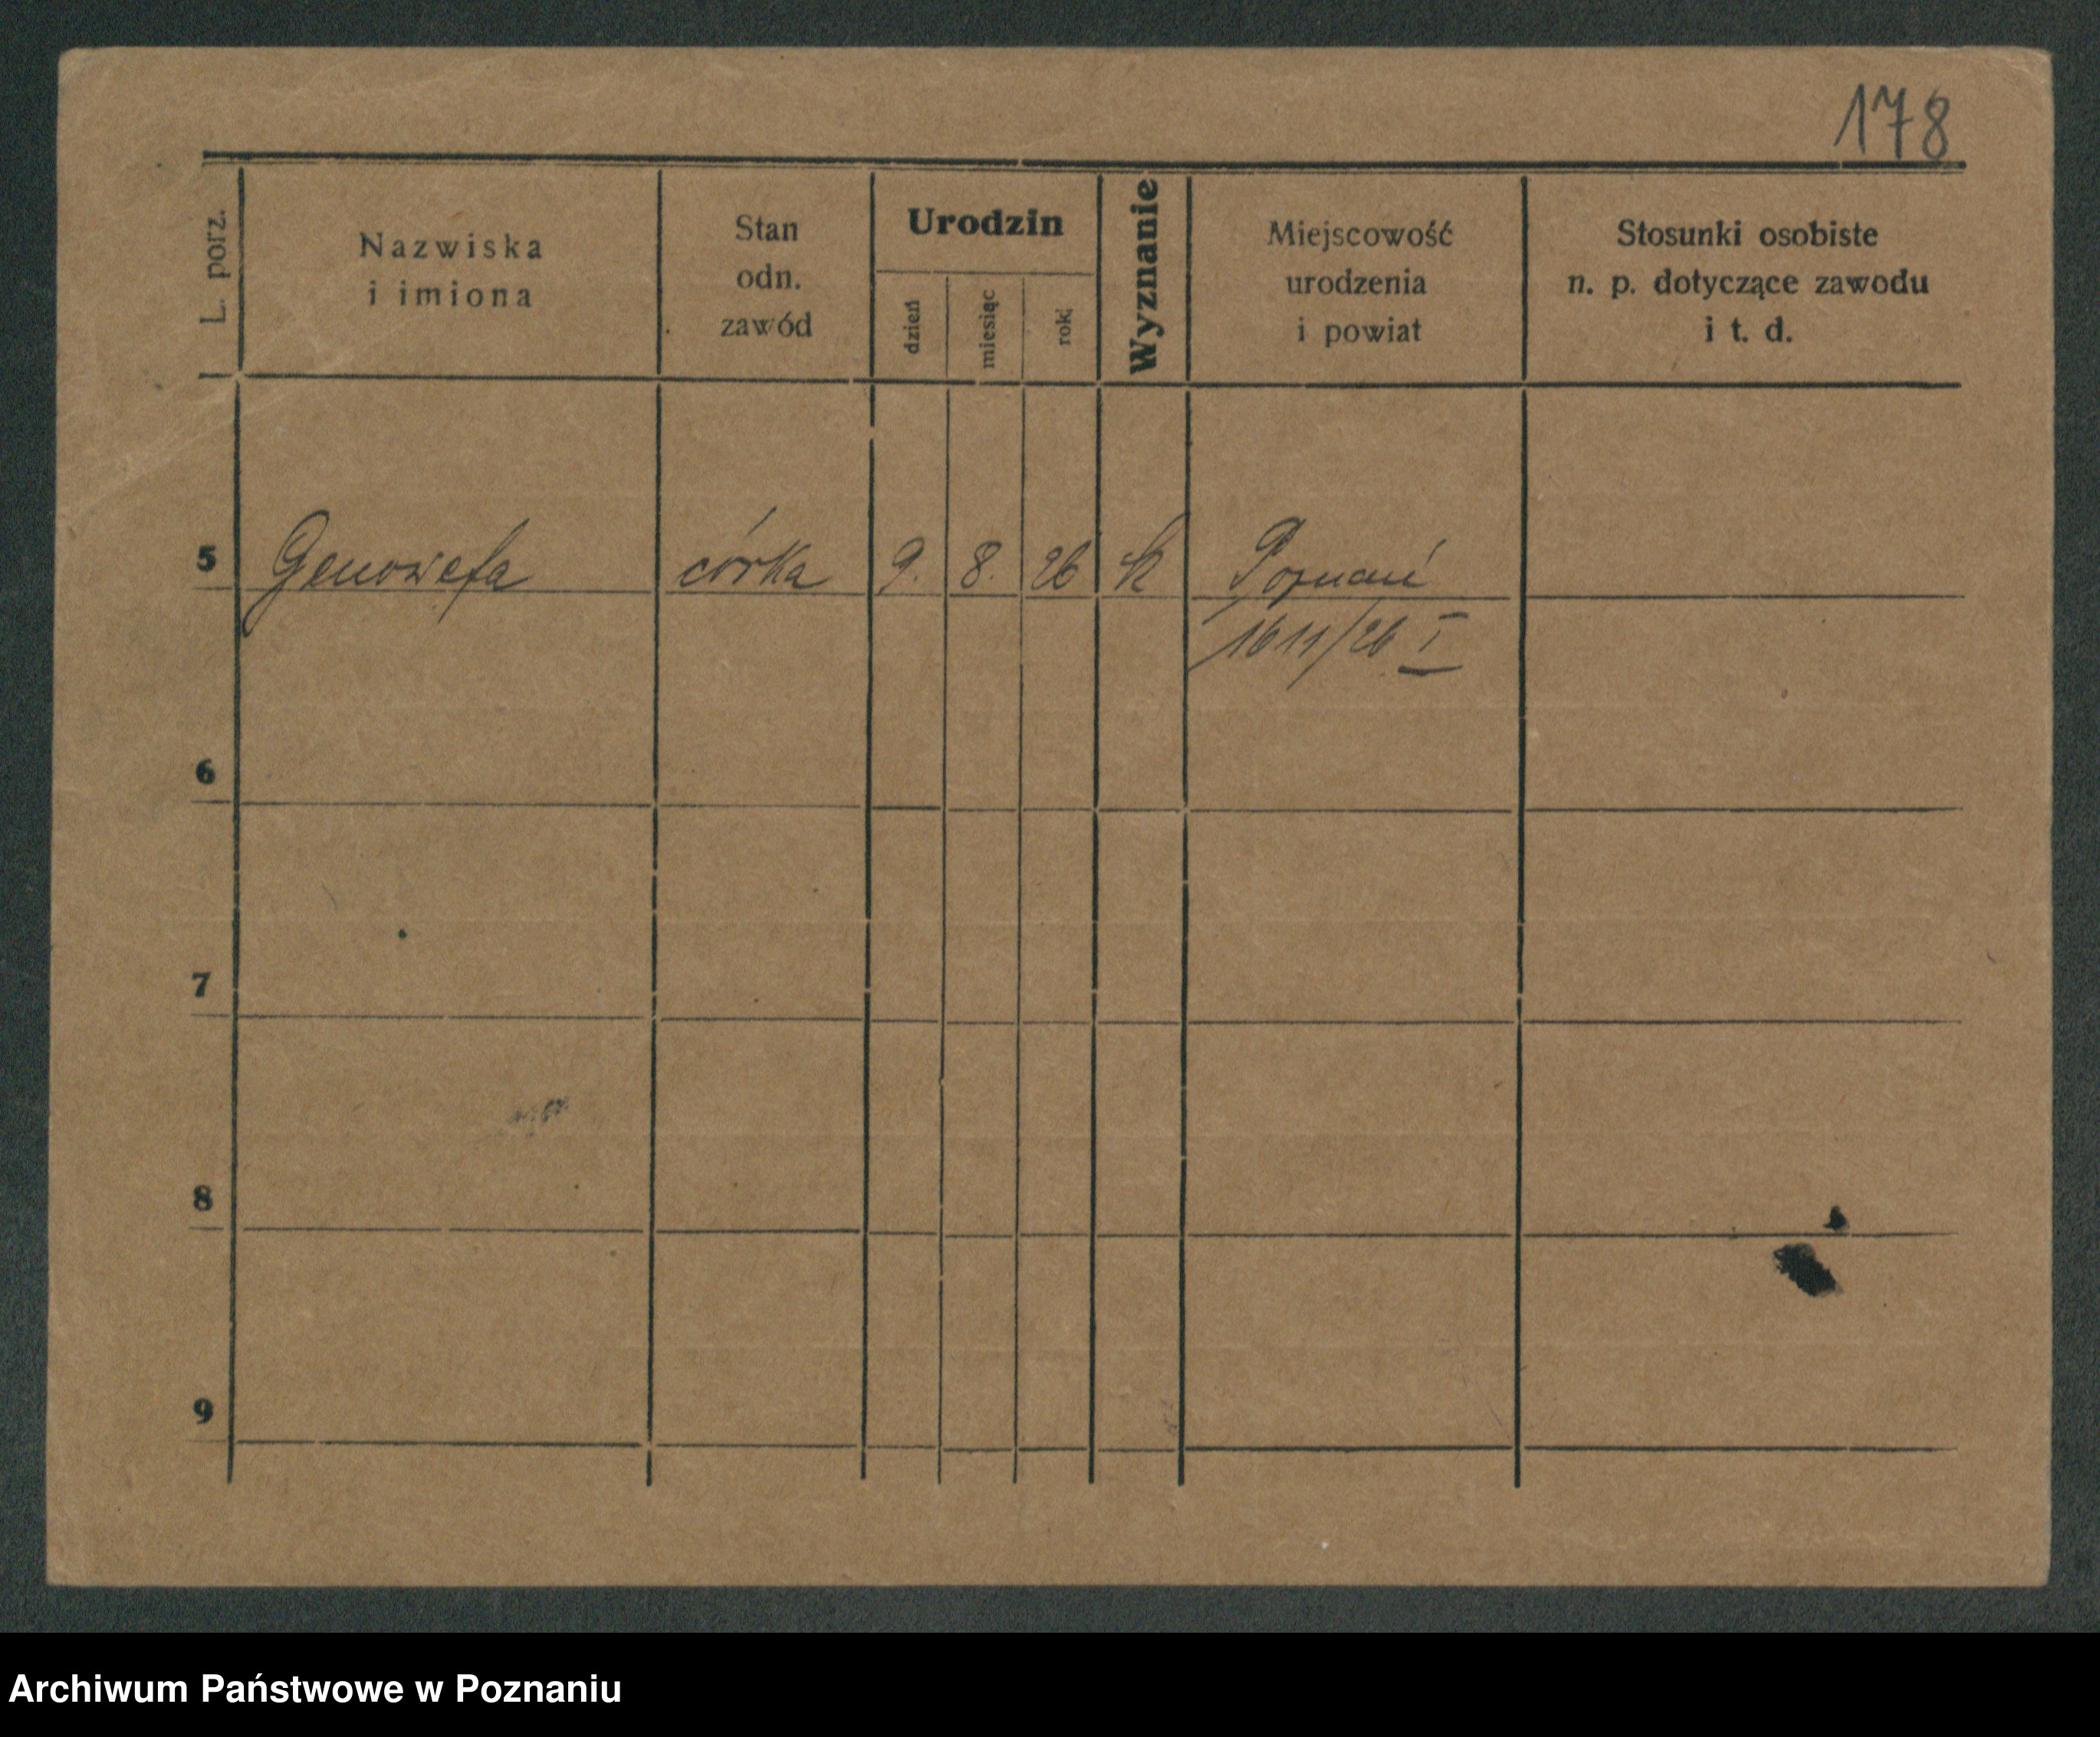 178
L. porz.
Nazwiska
i imiona
Stan
odn.
zawód
Urodzin
dzień
miesiąc
rok
Wyznanie
Miejscowość
urodzenia
i powiat
Stosunki osobiste
n. p. dotyczące zawodu
i t. d.
5 Genowefa córka 9. 8. 26 k Poznań
1611/26 I
6
7
8
9
Archiwum Państwowe w Poznaniu